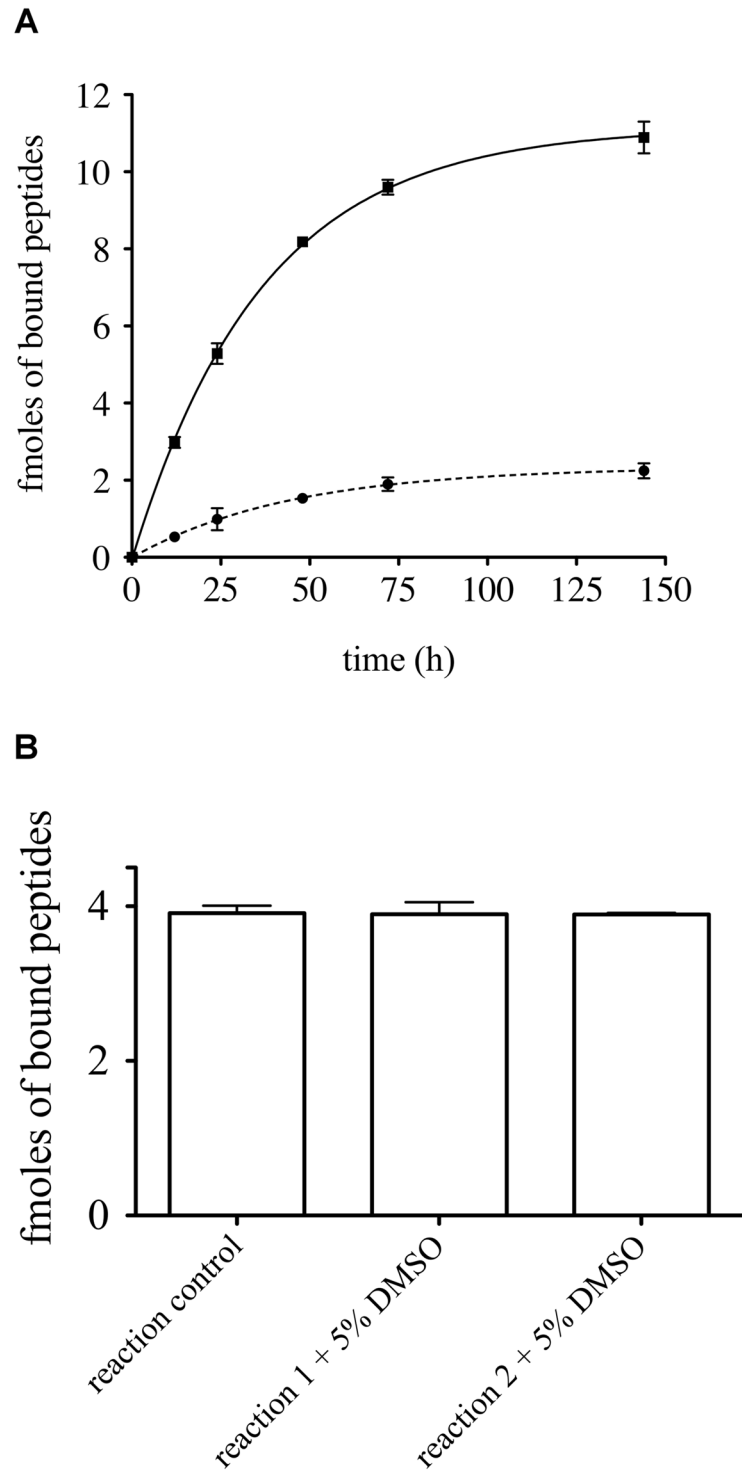 A
fmoles of bound peptides
12
10
8
6
4
2
0
0 25 50 75 100 125 150
time (h)
B
fmoles of bound peptides
4
2
0
reaction control
reaction 1 + 5% DMSO
reaction 2 + 5% DMSO